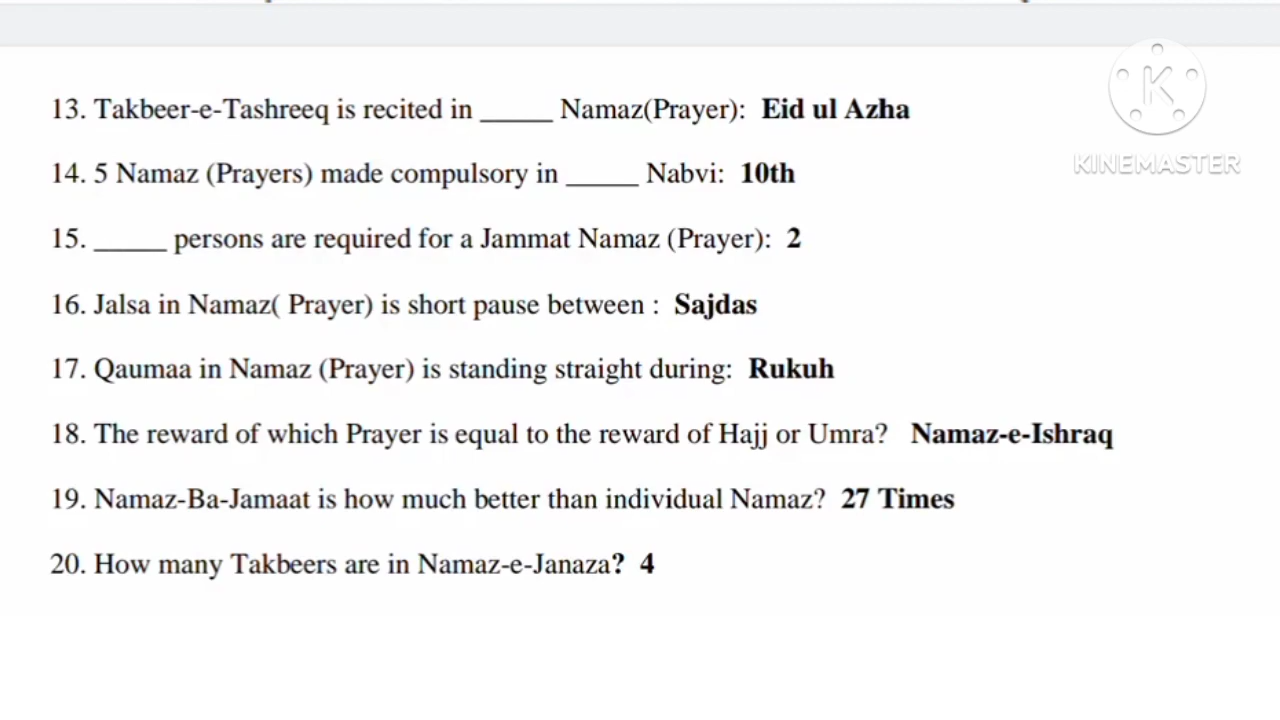 13. Takbeer-e-Tashreeq is recited in _____ Namaz(Prayer): Eid ul Azha
KINEMASTER
14. 5 Namaz (Prayers) made compulsory in _____ Nabvi: 10th
15. _____ persons are required for a Jammat Namaz (Prayer): 2
16. Jalsa in Namaz( Prayer) is short pause between : Sajdas
17. Qaumaa in Namaz (Prayer) is standing straight during: Rukuh
18. The reward of which Prayer is equal to the reward of Hajj or Umra? Namaz-e-Ishraq
19. Namaz-Ba-Jamaat is how much better than individual Namaz? 27 Times
20. How many Takbeers are in Namaz-e-Janaza? 4